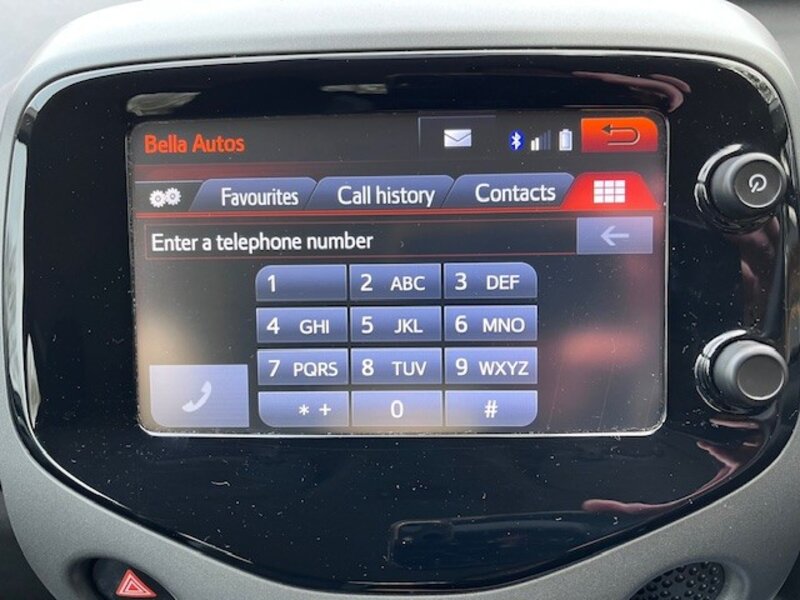 Bella Autos
Favourites Call history Contacts
Enter a telephone number
1 2 ABC 3 DEF
4 GHI 5 JKL 6 MNO
7 PQRS 8 TUV 9 WXYZ
* + 0 #